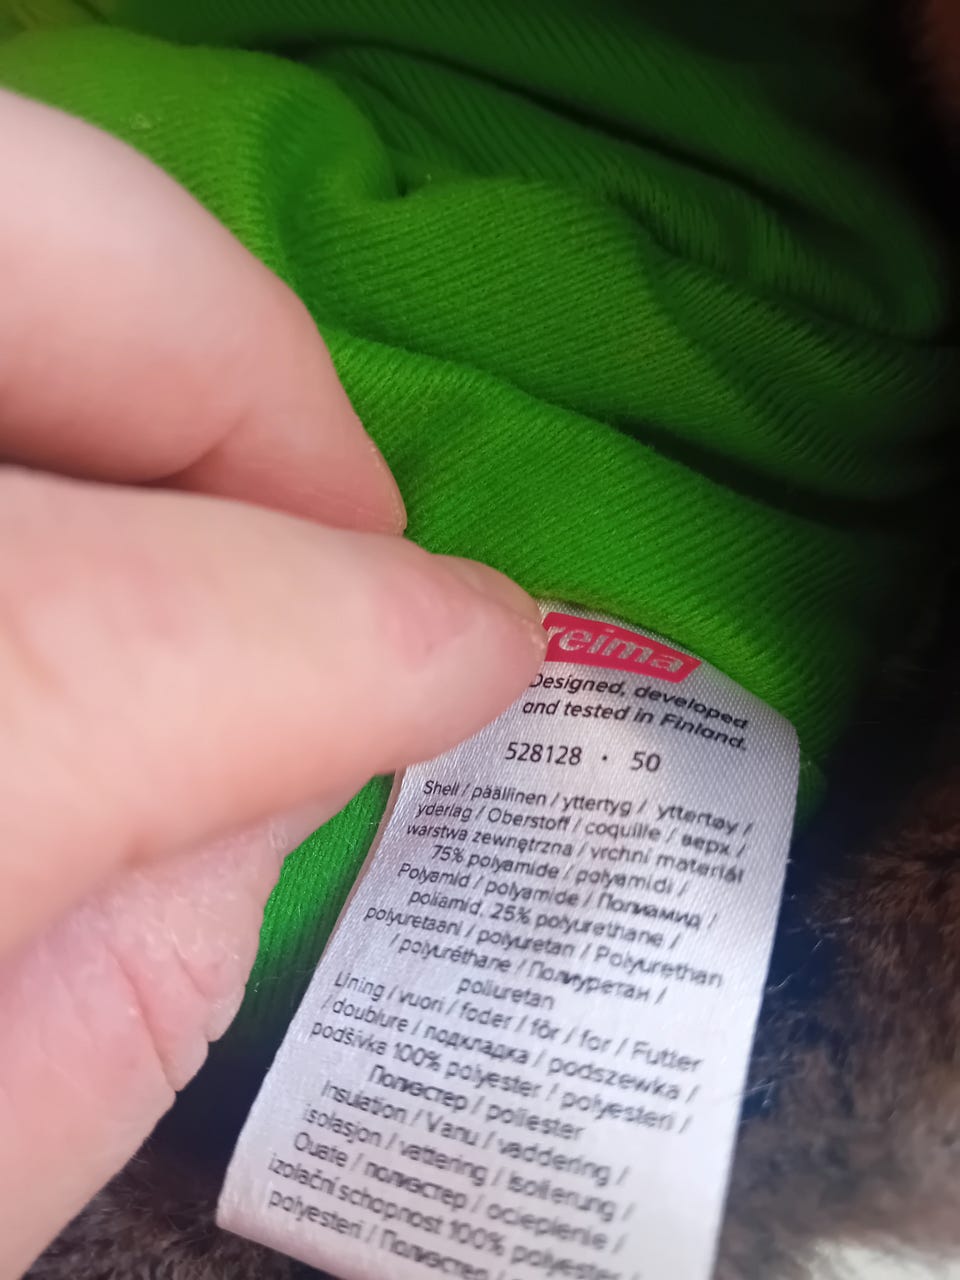 reima
Designed, developed
and tested in Finland.
528128 · 50
Shell / päällinen / yttertyg / yttertøy /
yderlag / Oberstoff / coquille / верх /
warstwa zewnętrzna / vrchní materiál
75% polyamide / polyamidi /
Polyamid / polyamide / Полиамид /
poliamid, 25% polyurethane /
polyuretaani / polyuretan / Polyurethan
/ polyuréthane / Полиуретан /
poliuretan
Lining / vuori / foder / fôr / for / Futter
/ doublure / подкладка / podszewka /
podšívka 100% polyester / polyesteri /
Полиэстер / poliester
Insulation / Vanu / vaddering /
isolasjon / vattering / Isolierung /
Ouate / полиэстер / ocieplenie /
izolační schopnost 100% polyester /
polyesteri / Полиэстер /